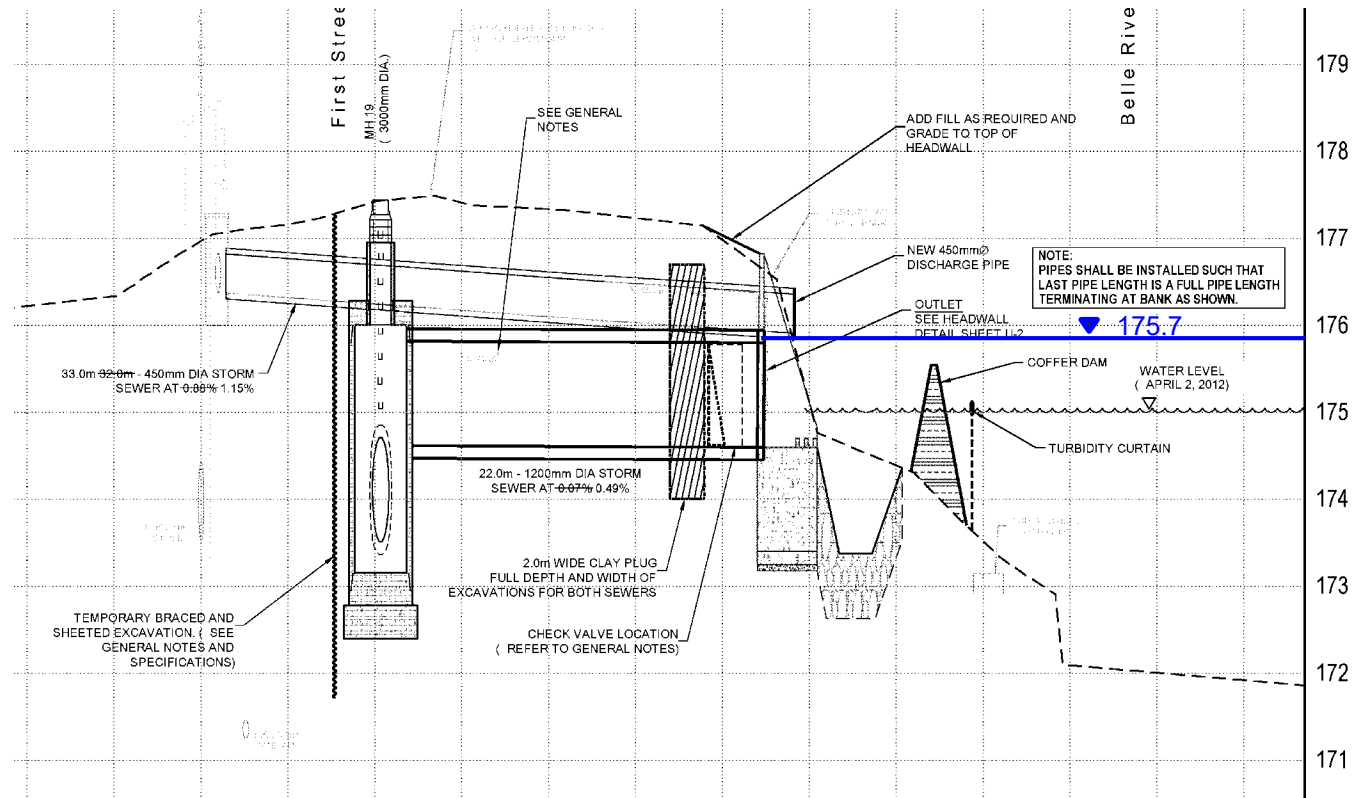 First Stree
MH.19
( 3000mm DIA.)
Belle Rive
179
178
177
176
175
174
173
172
171
SEE GENERAL
NOTES
ADD FILL AS REQUIRED AND
GRADE TO TOP OF
HEADWALL
NEW 450mmØ
DISCHARGE PIPE
NOTE:
PIPES SHALL BE INSTALLED SUCH THAT
LAST PIPE LENGTH IS A FULL PIPE LENGTH
TERMINATING AT BANK AS SHOWN.
OUTLET
SEE HEADWALL
DETAIL SHEET U-2
175.7
COFFER DAM
WATER LEVEL
( APRIL 2, 2012)
33.0m 32.0m - 450mm DIA STORM
SEWER AT 0.88% 1.15%
TURBIDITY CURTAIN
22.0m - 1200mm DIA STORM
SEWER AT 0.07% 0.49%
2.0m WIDE CLAY PLUG
FULL DEPTH AND WIDTH OF
EXCAVATIONS FOR BOTH SEWERS
TEMPORARY BRACED AND
SHEETED EXCAVATION. ( SEE
GENERAL NOTES AND
SPECIFICATIONS)
CHECK VALVE LOCATION
( REFER TO GENERAL NOTES)